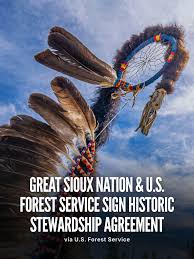 GREAT SIOUX NATION & U.S.
FOREST SERVICE SIGN HISTORIC
STEWARDSHIP AGREEMENT
via U.S. Forest Service